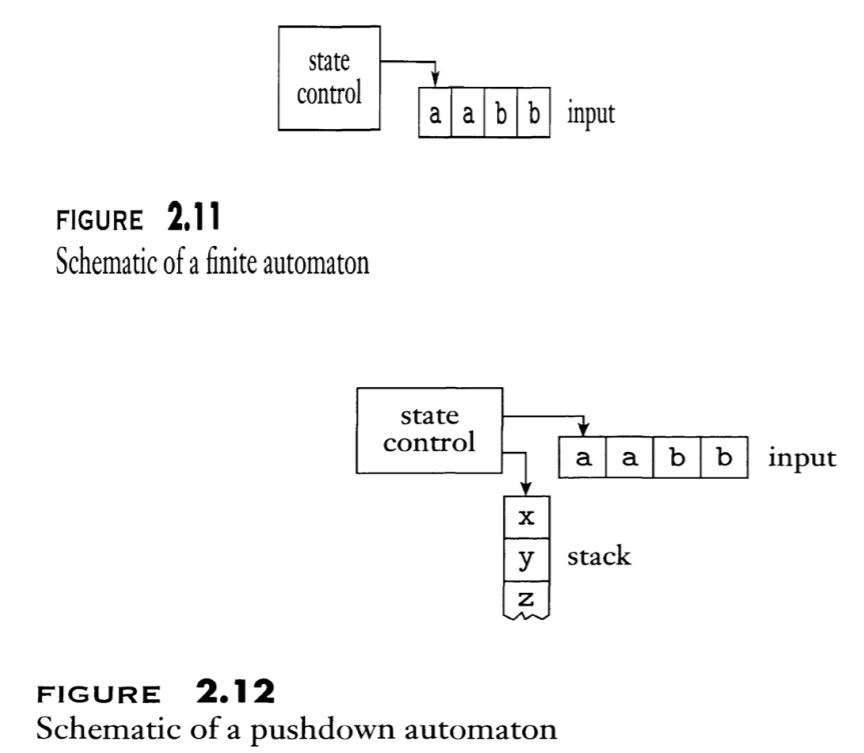 state
control
a a b b input
FIGURE 2.11
Schematic of a finite automaton
state
control
a a b b input
x
y stack
z
FIGURE 2.12
Schematic of a pushdown automaton